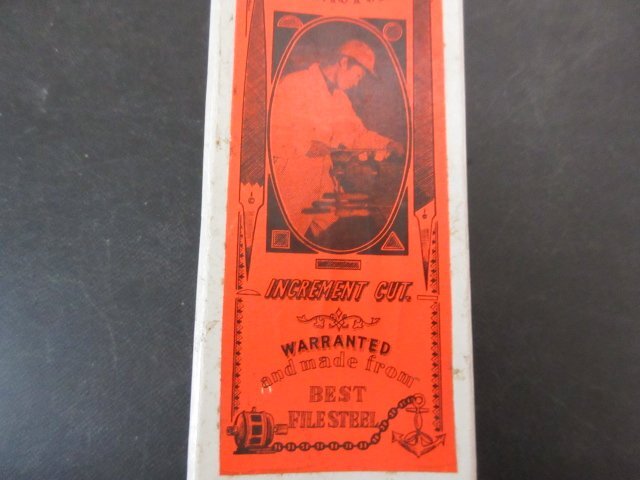 INCREMENT CUT.
WARRANTED
and made from
BEST
FILE STEEL